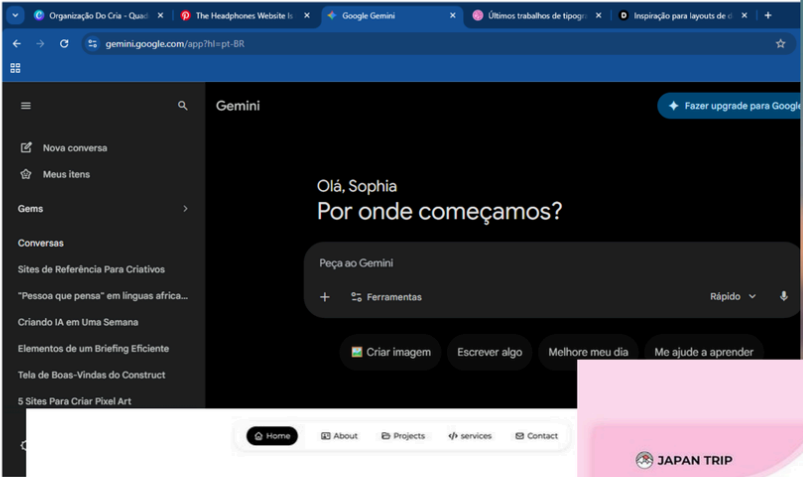 Organização Do Cria - Quad
The Headphones Website Is
Google Gemini
Últimos trabalhos de tipogr
Inspiração para layouts de d
gemini.google.com/app?hl=pt-BR
Gemini
Fazer upgrade para Google
Nova conversa
Meus itens
Gems
Conversas
Sites de Referência Para Criativos
"Pessoa que pensa" em línguas africa...
Criando IA em Uma Semana
Elementos de um Briefing Eficiente
Tela de Boas-Vindas do Construct
5 Sites Para Criar Pixel Art
Olá, Sophia
Por onde começamos?
Peça ao Gemini
Ferramentas
Rápido
Criar imagem
Escrever algo
Melhore meu dia
Me ajude a aprender
Home
About
Projects
services
Contact
JAPAN TRIP